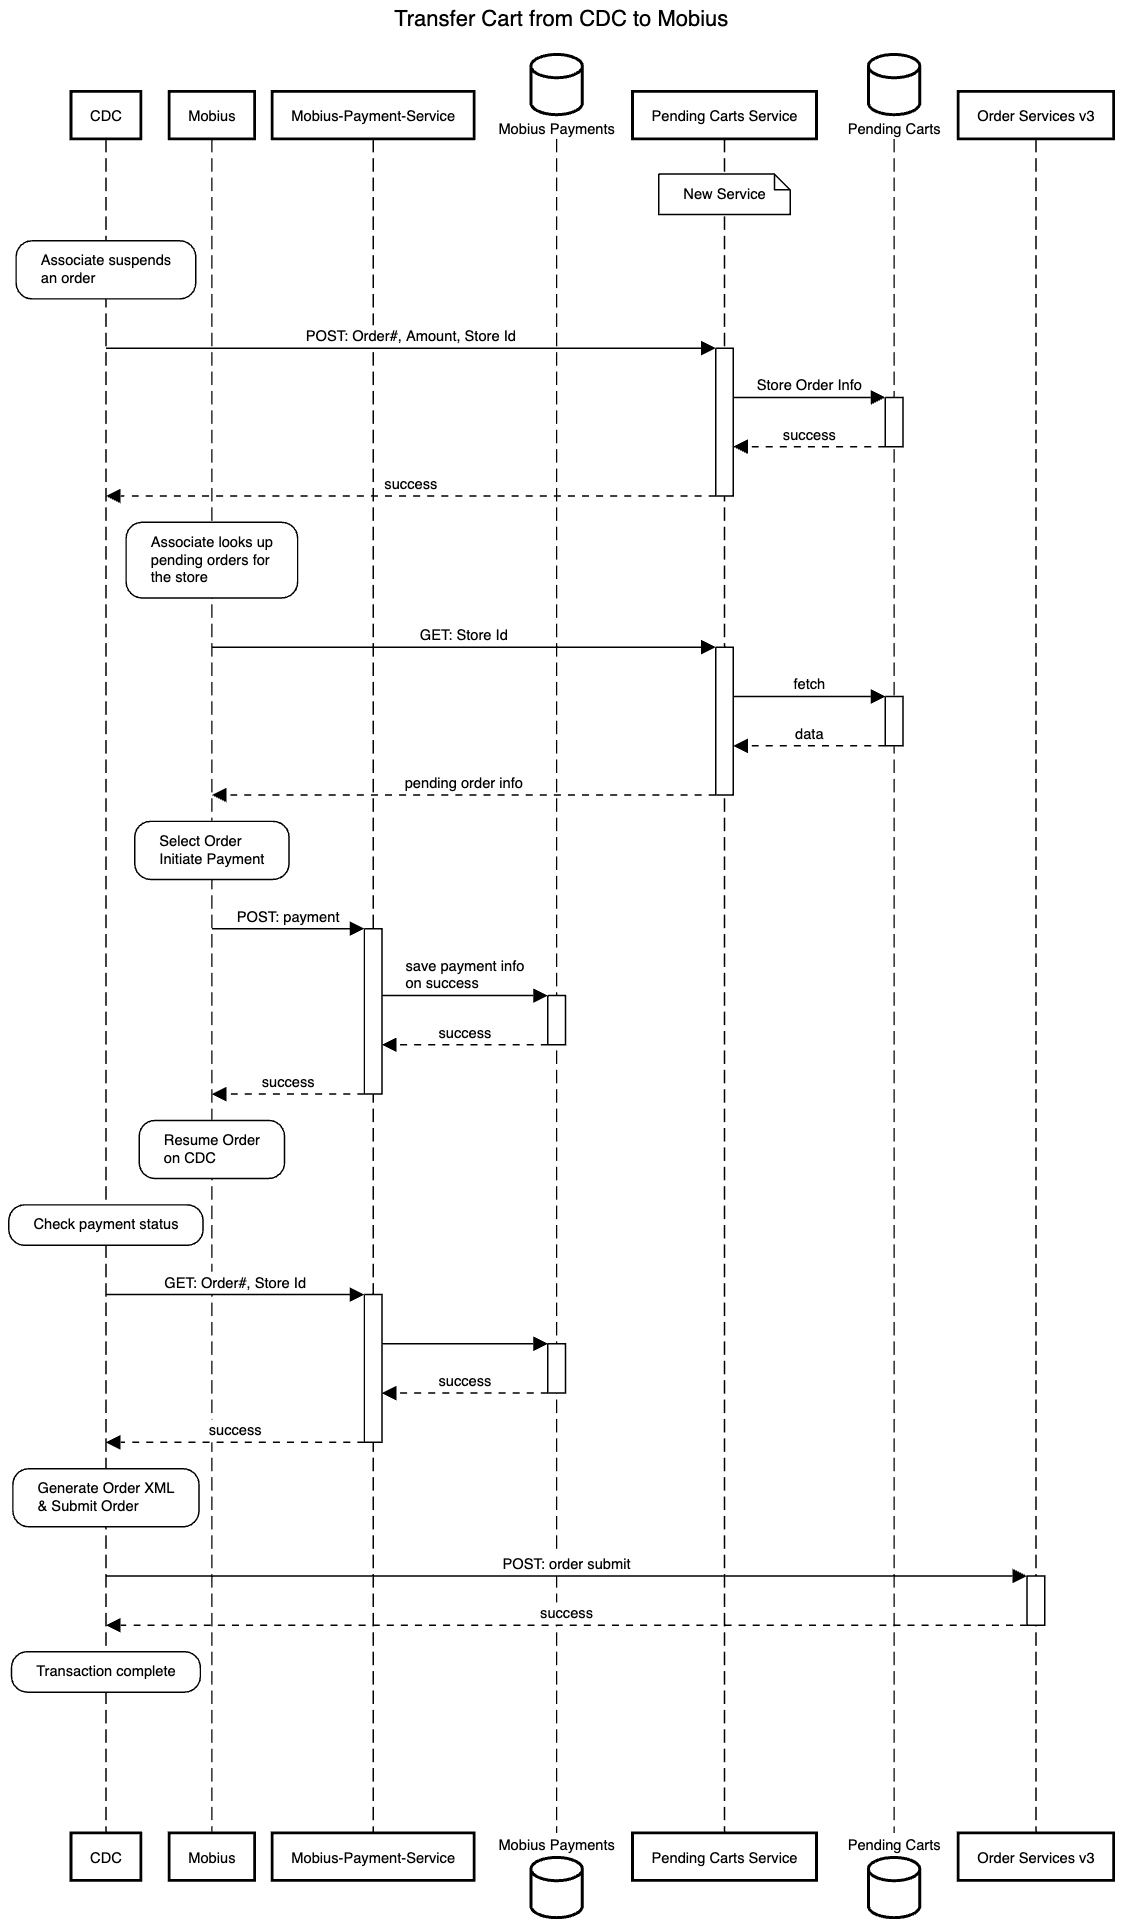 Transfer Cart from CDC to Mobius
CDC
Mobius
Mobius-Payment-Service
Mobius Payments
Pending Carts Service
Pending Carts
Order Services v3
New Service
Associate suspends
an order
POST: Order#, Amount, Store Id
Store Order Info
success
success
Associate looks up
pending orders for
the store
GET: Store Id
fetch
data
pending order info
Select Order
Initiate Payment
POST: payment
save payment info
on success
success
success
Resume Order
on CDC
Check payment status
GET: Order#, Store Id
success
success
Generate Order XML
& Submit Order
POST: order submit
success
Transaction complete
CDC
Mobius
Mobius-Payment-Service
Mobius Payments
Pending Carts Service
Pending Carts
Order Services v3